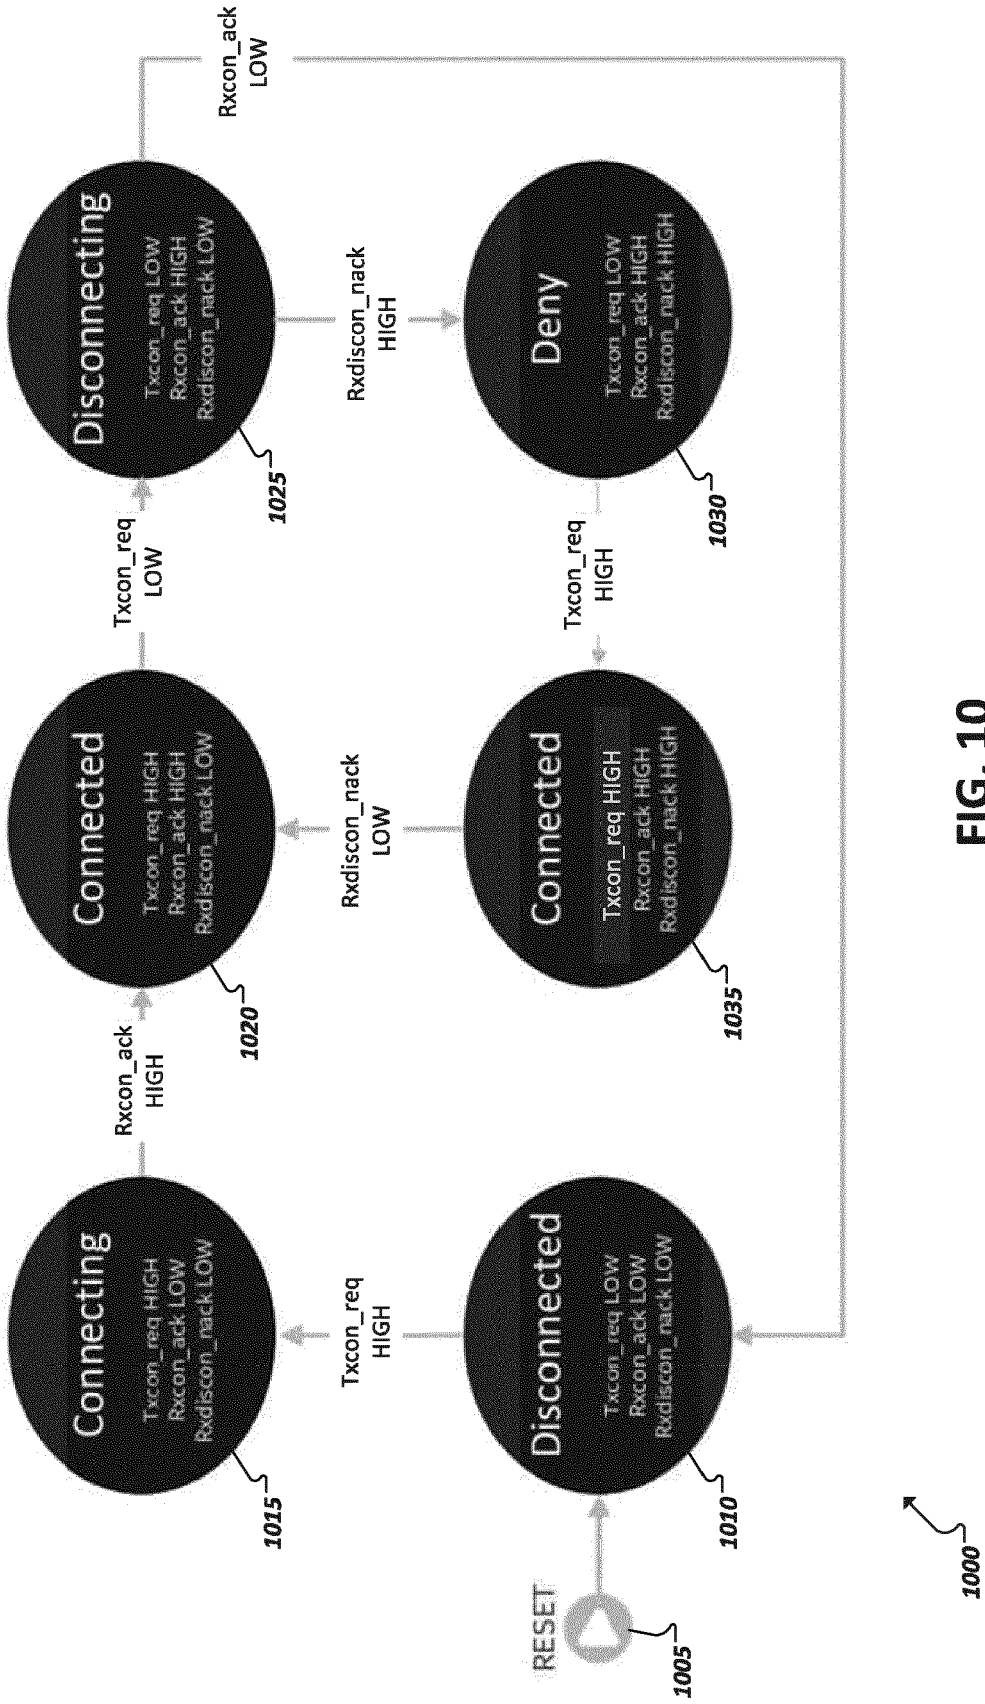 Connecting
Txcon_req HIGH
Rxcon_ack LOW
Rxdiscon_nack LOW
1015
Rxcon_ack
HIGH
Connected
Txcon_req HIGH
Rxcon_ack HIGH
Rxdiscon_nack LOW
1020
Txcon_req
LOW
Disconnecting
Txcon_req LOW
Rxcon_ack HIGH
Rxdiscon_nack LOW
1025
Rxcon_ack
LOW
Txcon_req
HIGH
Rxdiscon_nack
LOW
Rxdiscon_nack
HIGH
RESET
1005
Disconnected
Txcon_req LOW
Rxcon_ack LOW
Rxdiscon_nack LOW
1010
Connected
Txcon_req HIGH
Rxcon_ack HIGH
Rxdiscon_nack HIGH
1035
Txcon_req
HIGH
Deny
Txcon_req LOW
Rxcon_ack HIGH
Rxdiscon_nack HIGH
1030
1000
FIG. 10